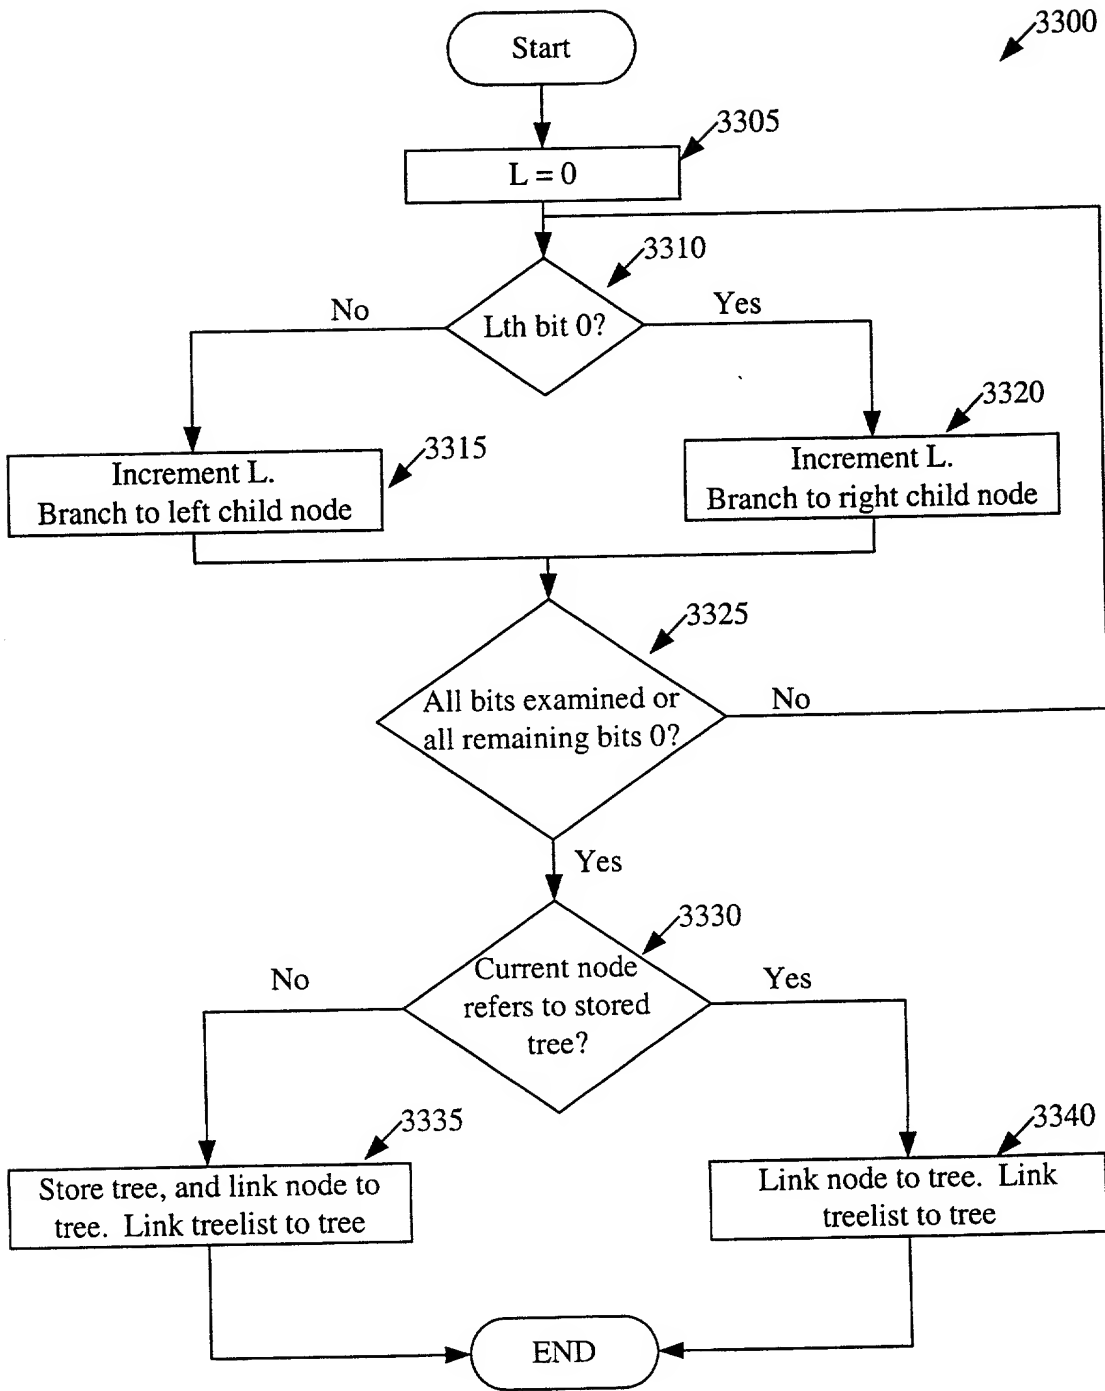 Start
3300
3305
L = 0
3310
Lth bit 0?
No
Yes
3315
3320
Increment L.
Branch to left child node
Increment L.
Branch to right child node
3325
All bits examined or
all remaining bits 0?
No
Yes
3330
Current node
refers to stored
tree?
No
Yes
3335
3340
Store tree, and link node to
tree.  Link treelist to tree
Link node to tree.  Link
treelist to tree
END